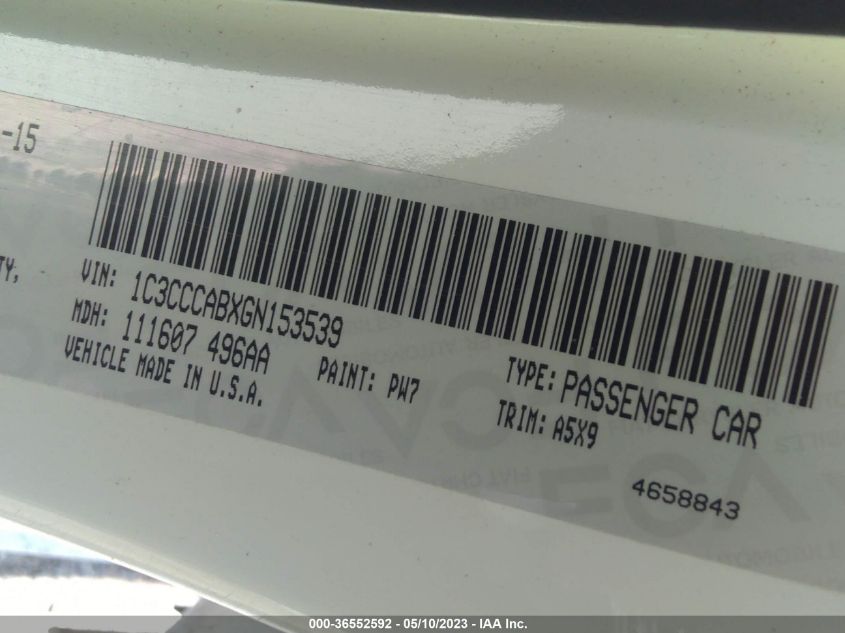 -15
TY,
VIN: 1C3CCCABXGN153539
MDH: 111607 496AA
VEHICLE MADE IN U.S.A.
PAINT: PW7
TYPE: PASSENGER CAR
TRIM: A5X9
4658843
000-36552592 - 05/10/2023 - IAA Inc.